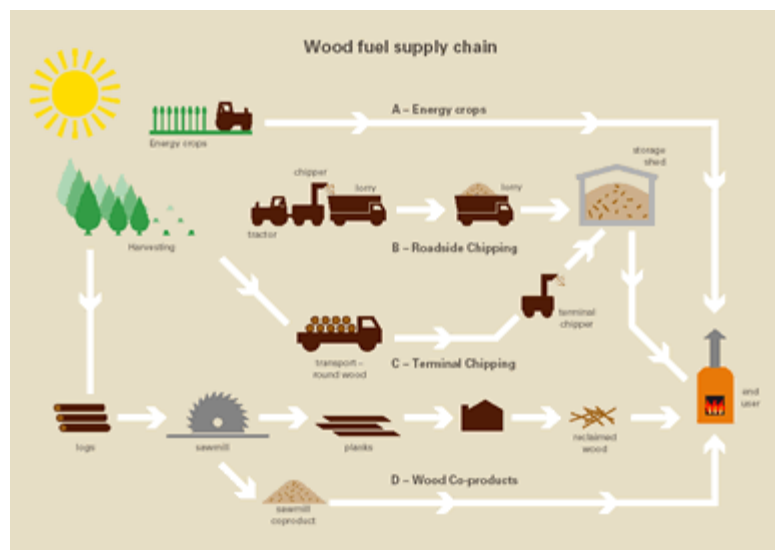 Wood fuel supply chain
A – Energy crops
Energy crops
storage
shed
chipper
lorry
lorry
tractor
Harvesting
B – Roadside Chipping
terminal
chipper
transport –
round wood
C – Terminal Chipping
end
user
logs
sawmill
planks
reclaimed
wood
D – Wood Co-products
sawmill
coproduct